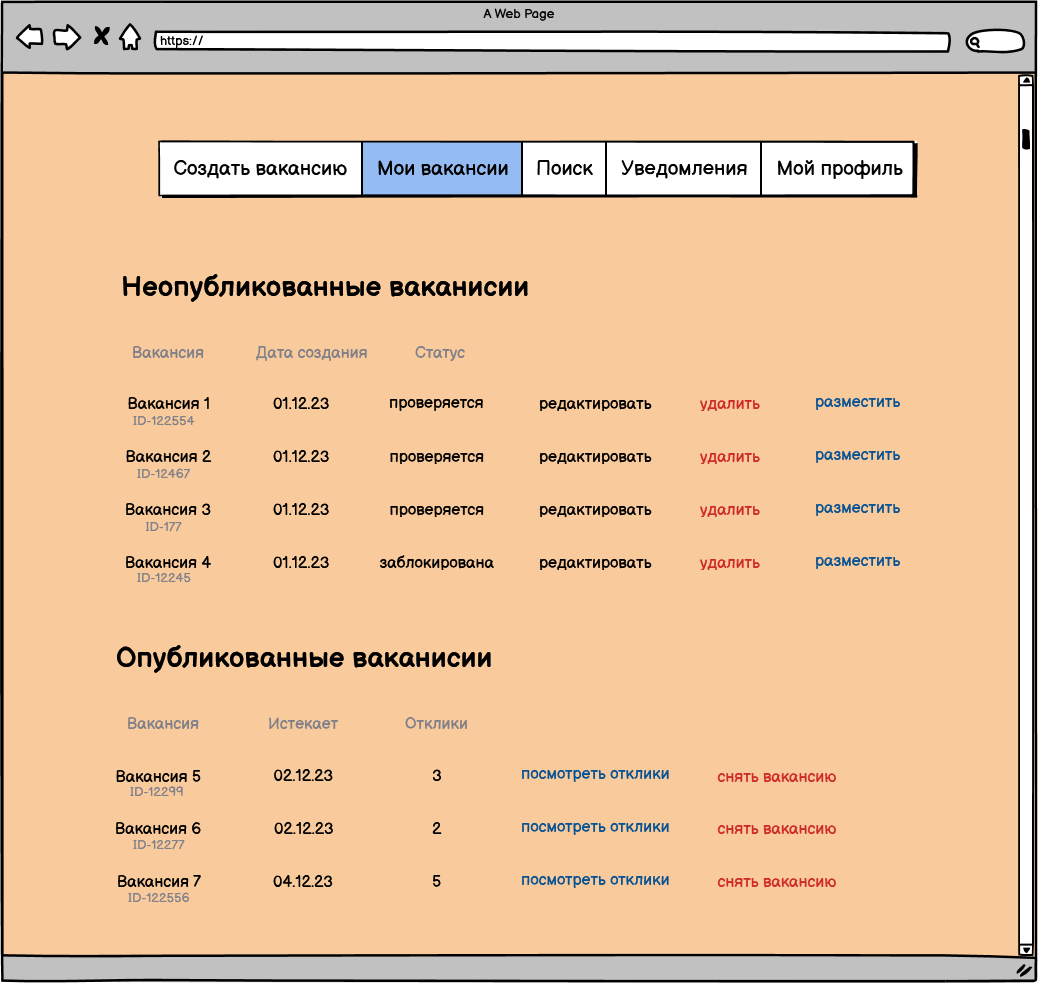 A Web Page
https://
Создать вакансию Мои вакансии Поиск Уведомления Мой профиль
Неопубликованные ваканисии
Вакансия Дата создания Статус
Вакансия 1 01.12.23 проверяется редактировать удалить разместить
ID-122554
Вакансия 2 01.12.23 проверяется редактировать удалить разместить
ID-12467
Вакансия 3 01.12.23 проверяется редактировать удалить разместить
ID-177
Вакансия 4 01.12.23 заблокирована редактировать удалить разместить
ID-12245
Опубликованные ваканисии
Вакансия Истекает Отклики
Вакансия 5 02.12.23 3 посмотреть отклики снять вакансию
ID-12299
Вакансия 6 02.12.23 2 посмотреть отклики снять вакансию
ID-12277
Вакансия 7 04.12.23 5 посмотреть отклики снять вакансию
ID-122556